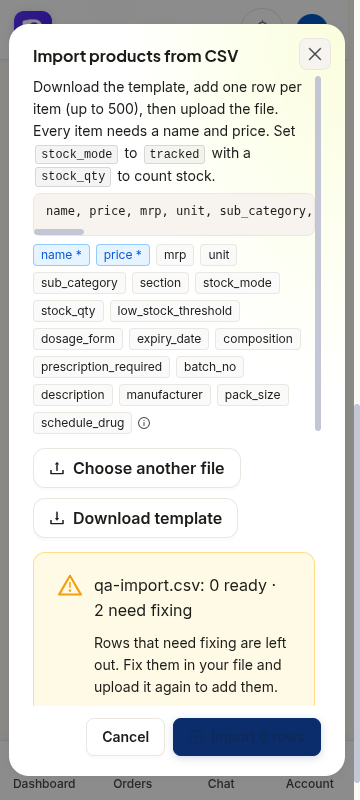 Import products from CSV
Download the template, add one row per
item (up to 500), then upload the file.
Every item needs a name and price. Set
stock_mode to tracked with a
stock_qty to count stock.
name, price, mrp, unit, sub_category,
name * price * mrp unit
sub_category section stock_mode
stock_qty low_stock_threshold
dosage_form expiry_date composition
prescription_required batch_no
description manufacturer pack_size
schedule_drug
Choose another file
Download template
qa-import.csv: 0 ready ·
2 need fixing
Rows that need fixing are left
out. Fix them in your file and
upload it again to add them.
Cancel Import 0 rows
Dashboard Orders Chat Account